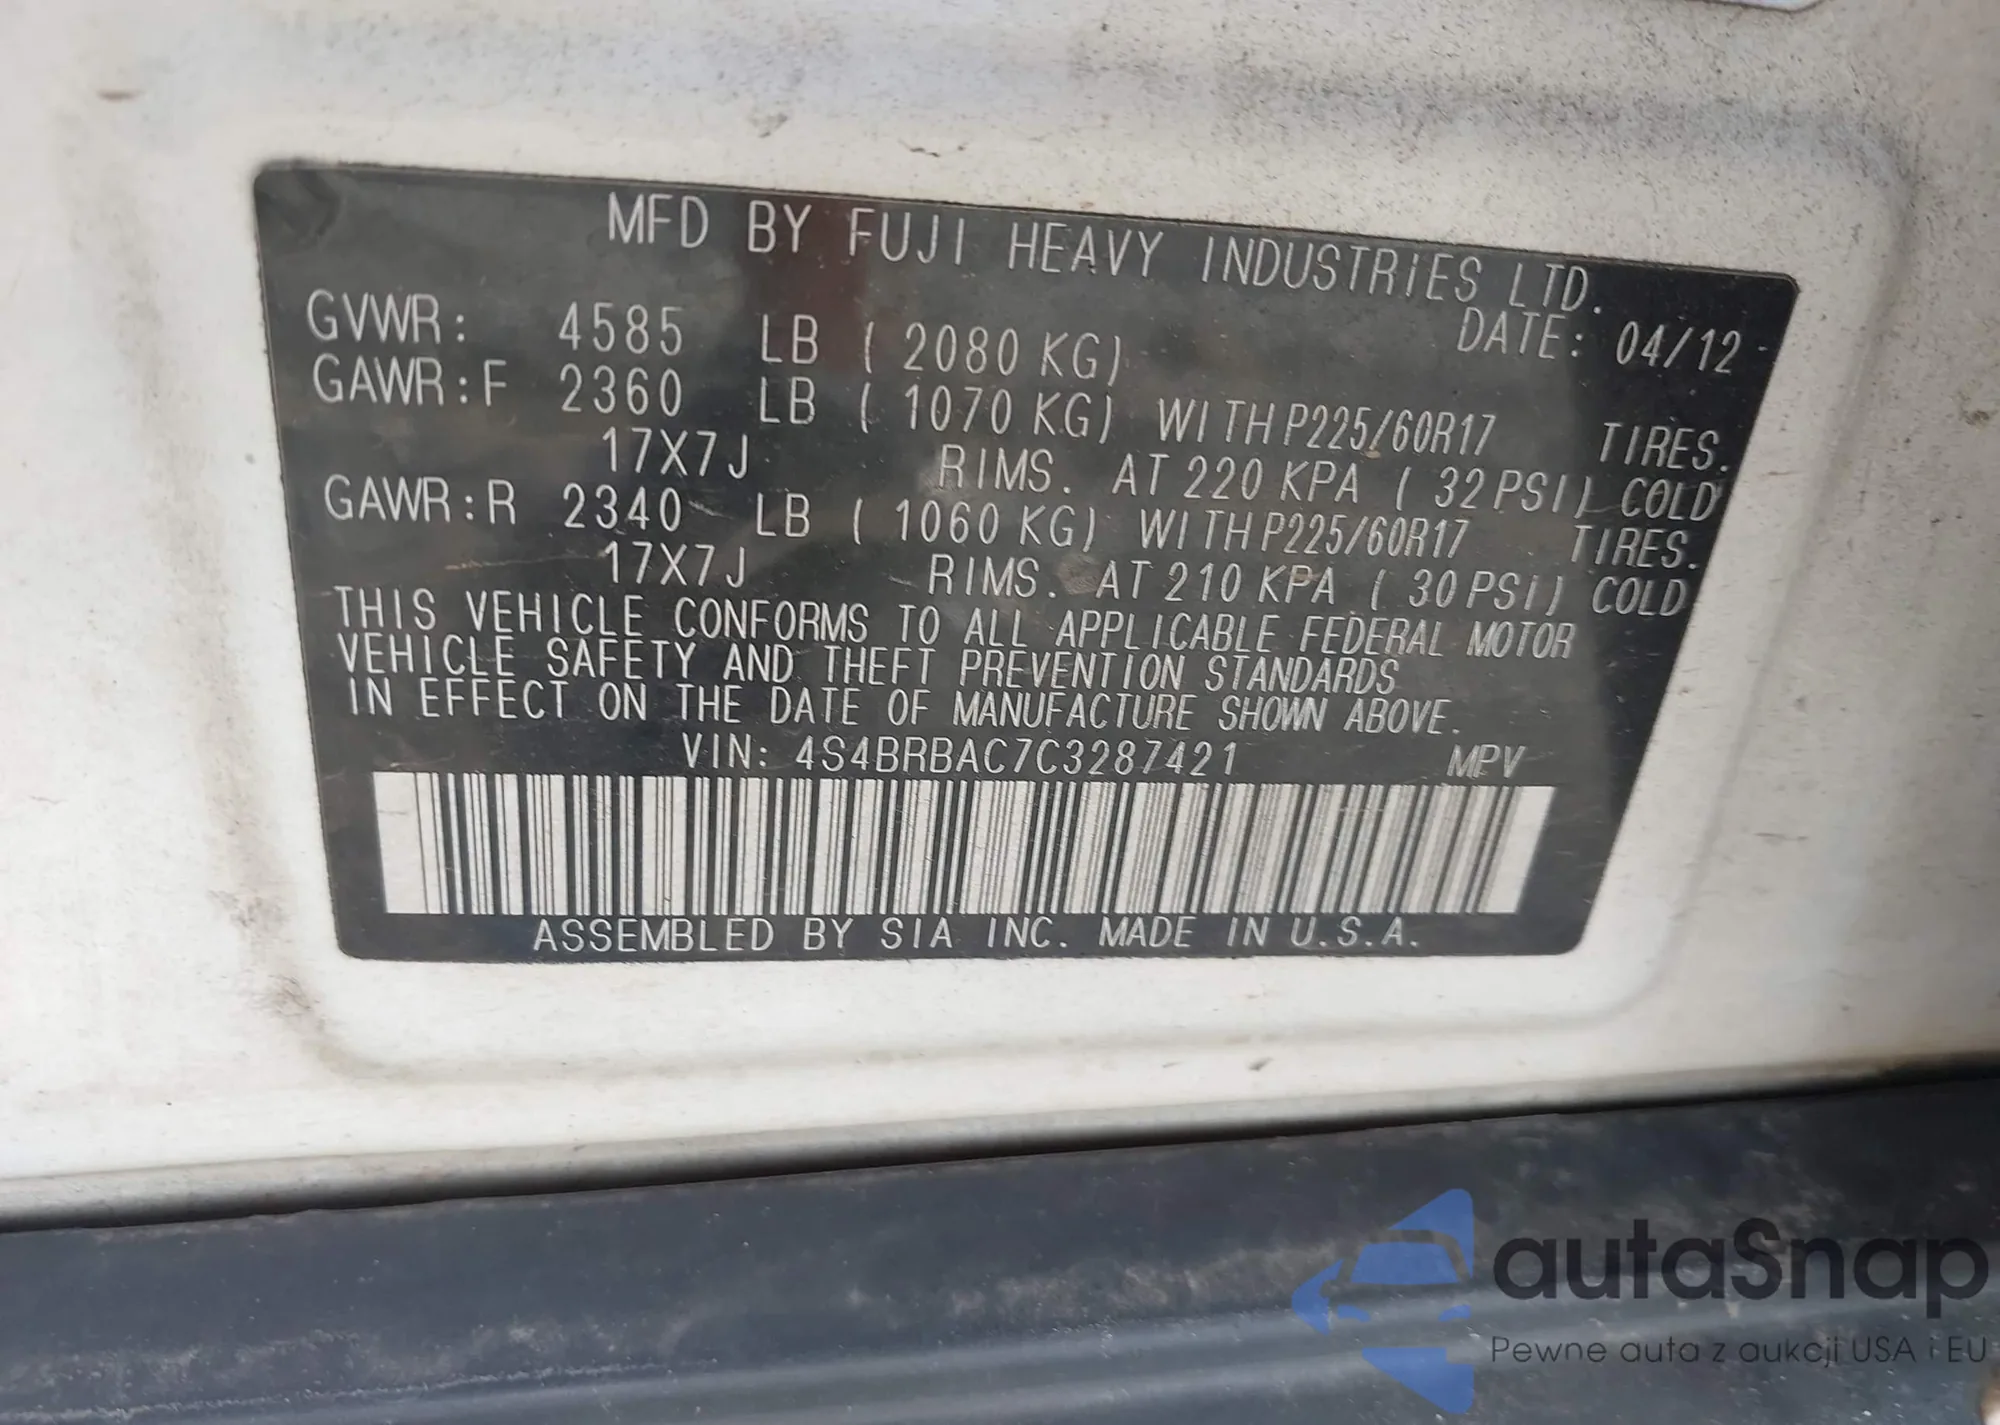 MFD BY FUJI HEAVY INDUSTRIES LTD.
DATE: 04/12
GVWR: 4585 LB ( 2080 KG)
GAWR:F 2360 LB ( 1070 KG) WITH P225/60R17 TIRES.
17X7J RIMS. AT 220 KPA ( 32 PSI) COLD
GAWR:R 2340 LB ( 1060 KG) WITH P225/60R17 TIRES.
17X7J RIMS. AT 210 KPA ( 30 PSI) COLD
THIS VEHICLE CONFORMS TO ALL APPLICABLE FEDERAL MOTOR
VEHICLE SAFETY AND THEFT PREVENTION STANDARDS
IN EFFECT ON THE DATE OF MANUFACTURE SHOWN ABOVE.
VIN: 4S4BRBAC7C3287421 MPV
ASSEMBLED BY SIA INC. MADE IN U.S.A.
autaSnap
Pewne auta z aukcji USA i EU